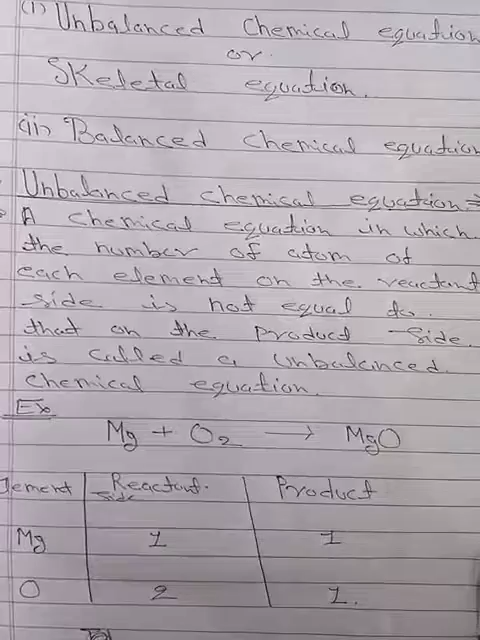 (i) Unbalanced Chemical equation
or
Skeletal equation.
(ii) Balanced chemical equation
Unbalanced chemical equation ⇒
A chemical equation in which
the number of atom of
each element on the reactant
side is not equal to
that on the product side
is called a unbalanced
chemical equation.
Ex
Mg + O₂ → MgO
lement Reactant side Product
Mg 1 1
O 2 1.